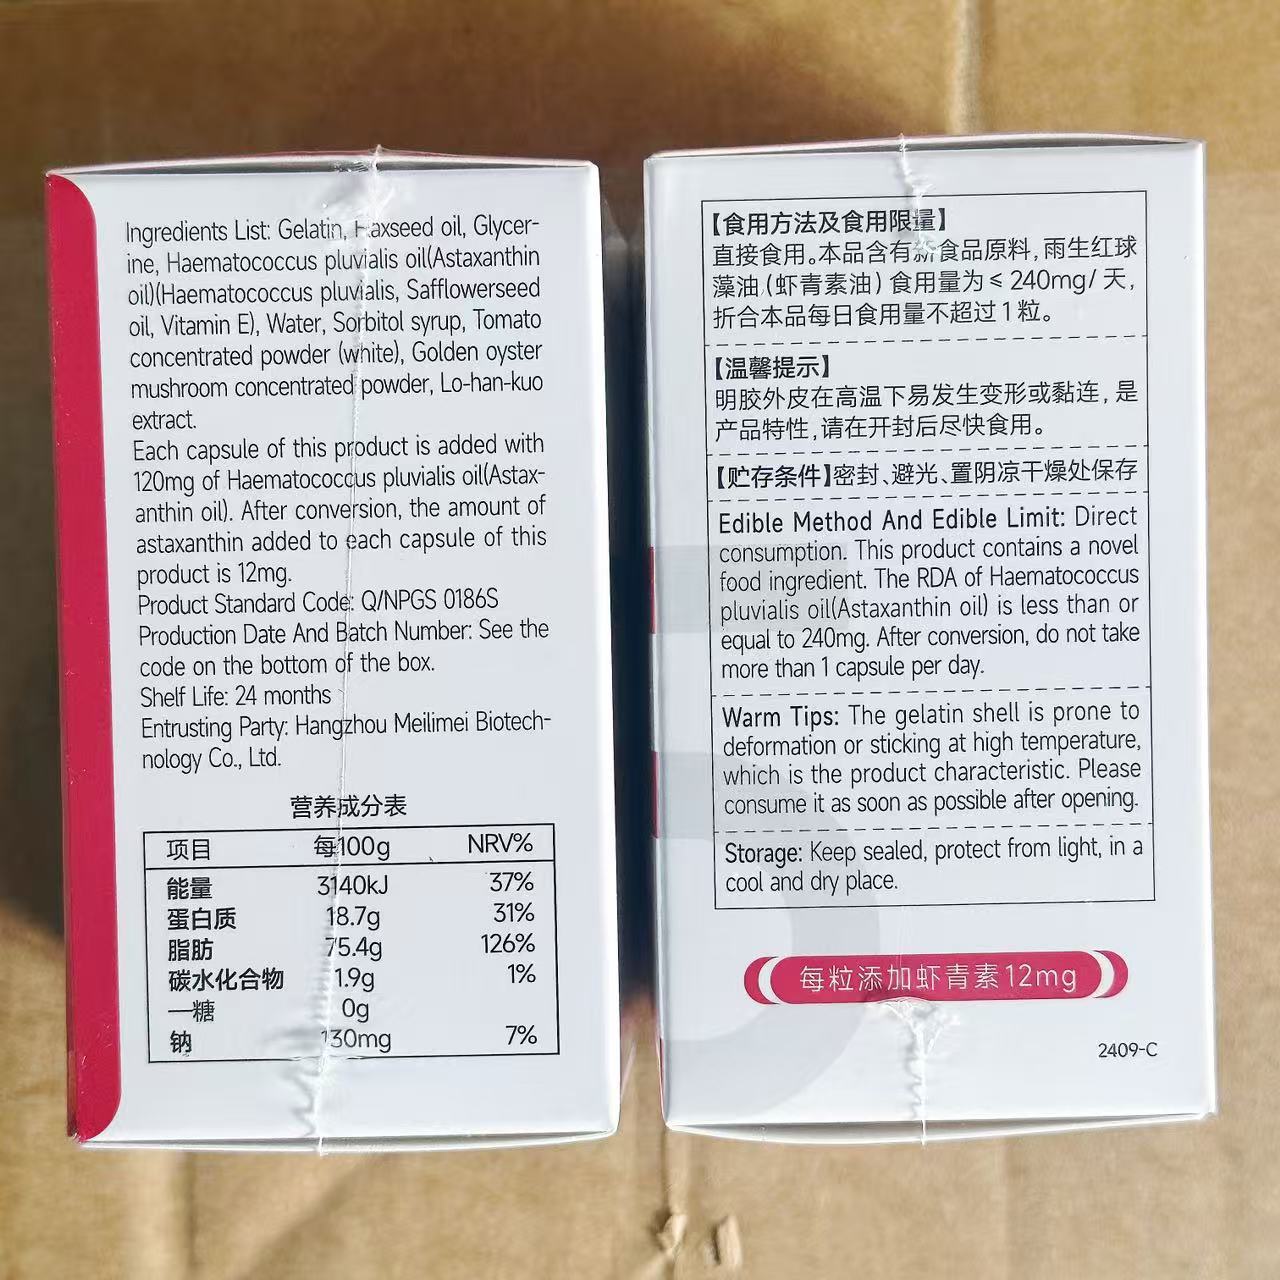 Ingredients List: Gelatin, Flaxseed oil, Glycer-
ine, Haematococcus pluvialis oil(Astaxanthin
oil)(Haematococcus pluvialis, Safflowerseed
oil, Vitamin E), Water, Sorbitol syrup, Tomato
concentrated powder (white), Golden oyster
mushroom concentrated powder, Lo-han-kuo
extract.
Each capsule of this product is added with
120mg of Haematococcus pluvialis oil(Astax-
anthin oil). After conversion, the amount of
astaxanthin added to each capsule of this
product is 12mg.
Product Standard Code: Q/NPGS 0186S
Production Date And Batch Number: See the
code on the bottom of the box.
Shelf Life: 24 months
Entrusting Party: Hangzhou Meilimei Biotech-
nology Co., Ltd.
营养成分表
项目 每100g NRV%
能量 3140kJ 37%
蛋白质 18.7g 31%
脂肪 75.4g 126%
碳水化合物 1.9g 1%
—糖 0g
钠 130mg 7%
【食用方法及食用限量】
直接食用。本品含有新食品原料，雨生红球
藻油（虾青素油）食用量为≤240mg/天，
折合本品每日食用量不超过1粒。
【温馨提示】
明胶外皮在高温下易发生变形或黏连，是
产品特性，请在开封后尽快食用。
【贮存条件】密封、避光、置阴凉干燥处保存
Edible Method And Edible Limit: Direct
consumption. This product contains a novel
food ingredient. The RDA of Haematococcus
pluvialis oil(Astaxanthin oil) is less than or
equal to 240mg. After conversion, do not take
more than 1 capsule per day.
Warm Tips: The gelatin shell is prone to
deformation or sticking at high temperature,
which is the product characteristic. Please
consume it as soon as possible after opening.
Storage: Keep sealed, protect from light, in a
cool and dry place.
每粒添加虾青素12mg
2409-C